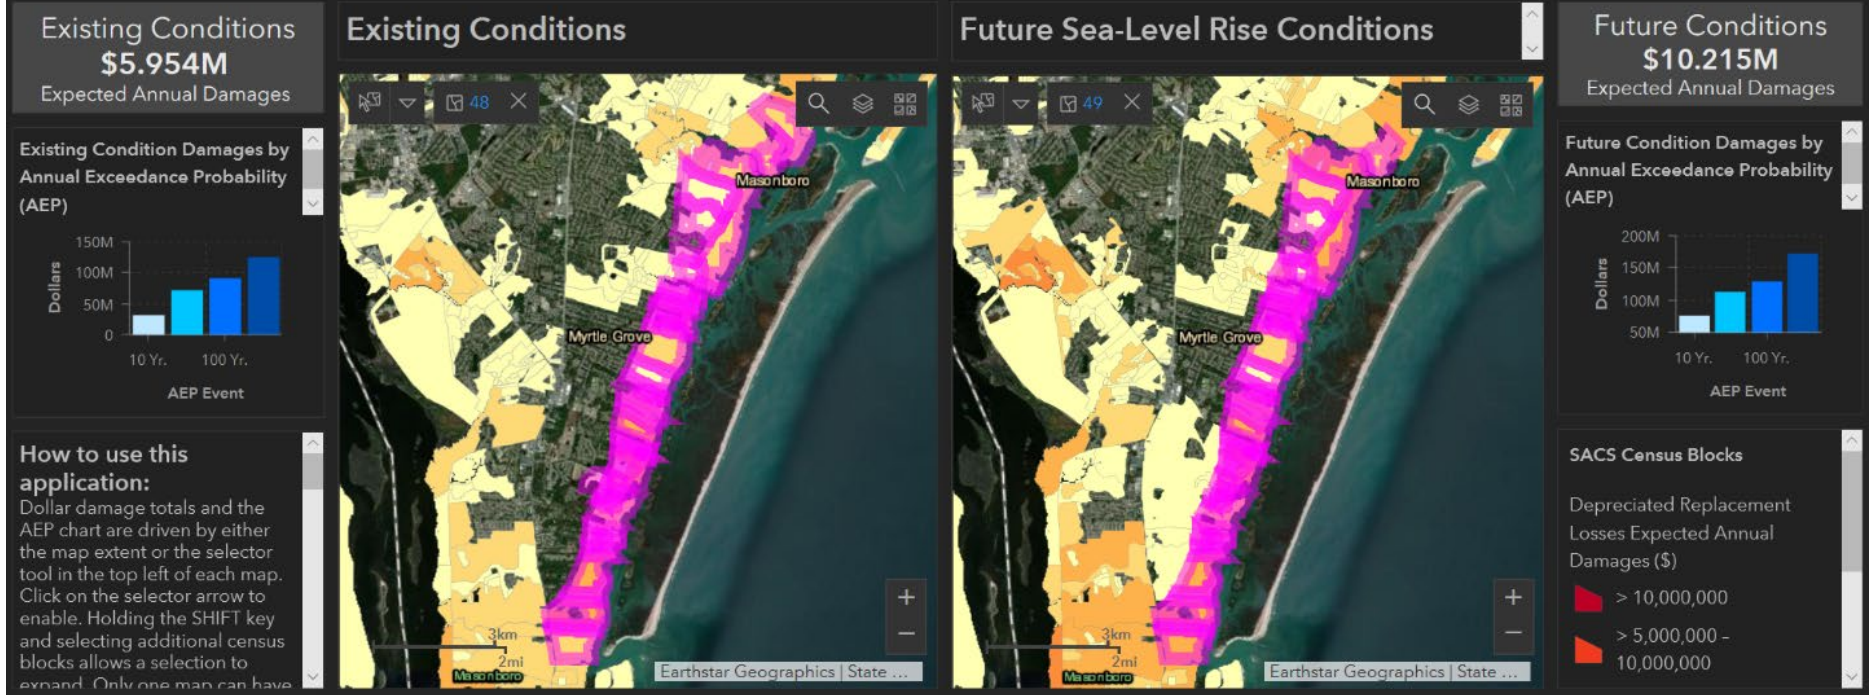 Existing Conditions
$5.954M
Expected Annual Damages
Existing Condition Damages by
Annual Exceedance Probability
(AEP)
150M
100M
50M
0
Dollars
10 Yr.
100 Yr.
AEP Event
How to use this
application:
Dollar damage totals and the
AEP chart are driven by either
the map extent or the selector
tool in the top left of each map.
Click on the selector arrow to
enable. Holding the SHIFT key
and selecting additional census
blocks allows a selection to
expand. Only one map can have
Existing Conditions
48
Masonboro
Myrtle Grove
3km
2mi
Masonboro
Earthstar Geographics | State ...
Future Sea-Level Rise Conditions
49
Masonboro
Myrtle Grove
3km
2mi
Masonboro
Earthstar Geographics | State ...
Future Conditions
$10.215M
Expected Annual Damages
Future Condition Damages by
Annual Exceedance Probability
(AEP)
200M
150M
100M
50M
Dollars
10 Yr.
100 Yr.
AEP Event
SACS Census Blocks
Depreciated Replacement
Losses Expected Annual
Damages ($)
> 10,000,000
> 5,000,000 –
10,000,000